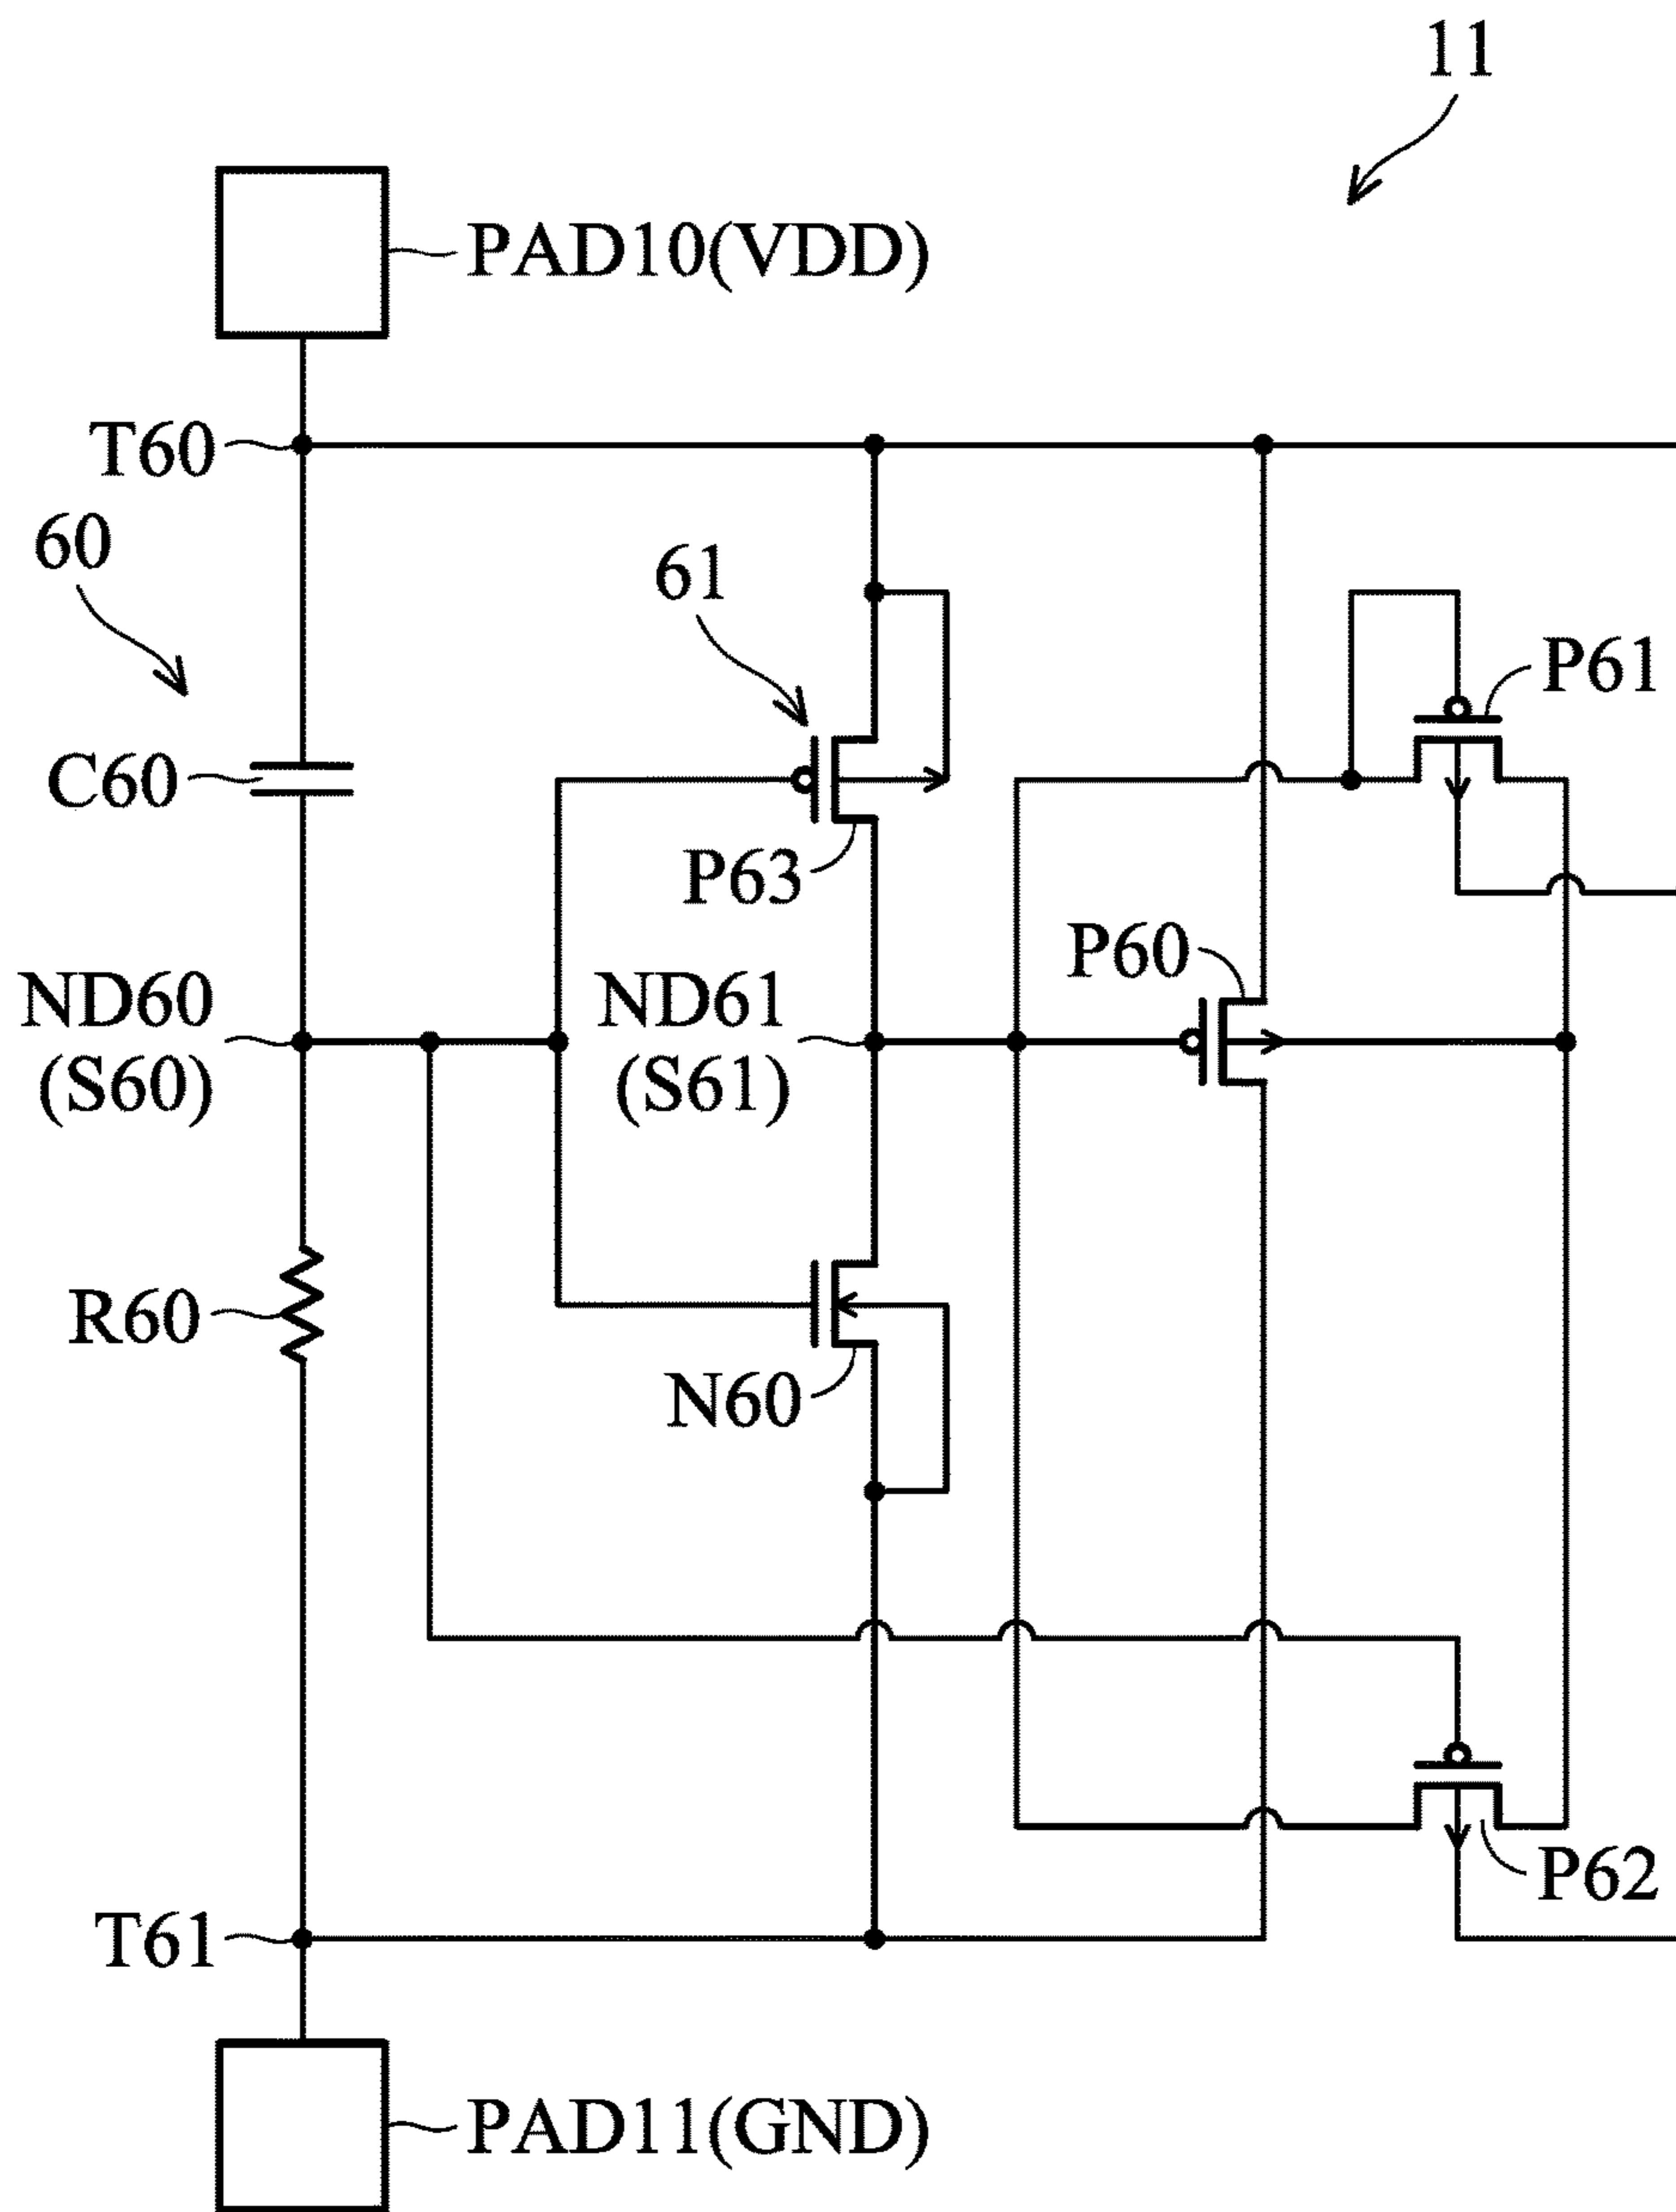 11
PAD10(VDD)
T60
60
61
P61
C60
P63
P60
ND60
(S60)
ND61
(S61)
R60
N60
P62
T61
PAD11(GND)